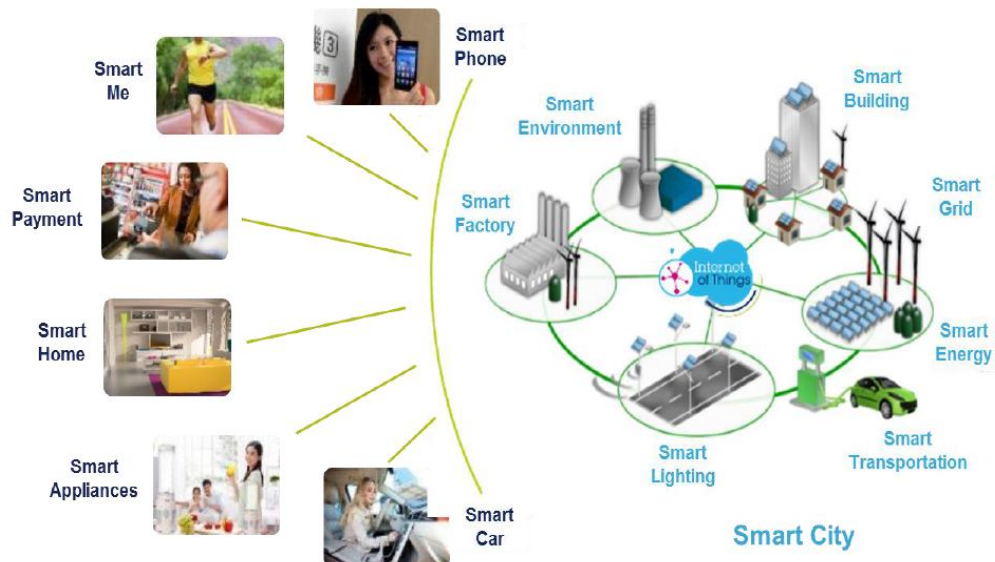 Smart
Phone
Smart
Me
Smart
Payment
Smart
Home
Smart
Appliances
Smart
Car
3
Smart
Environment
Smart
Building
Smart
Factory
Smart
Grid
Internet
of Things
Smart
Energy
Smart
Lighting
Smart
Transportation
Smart City